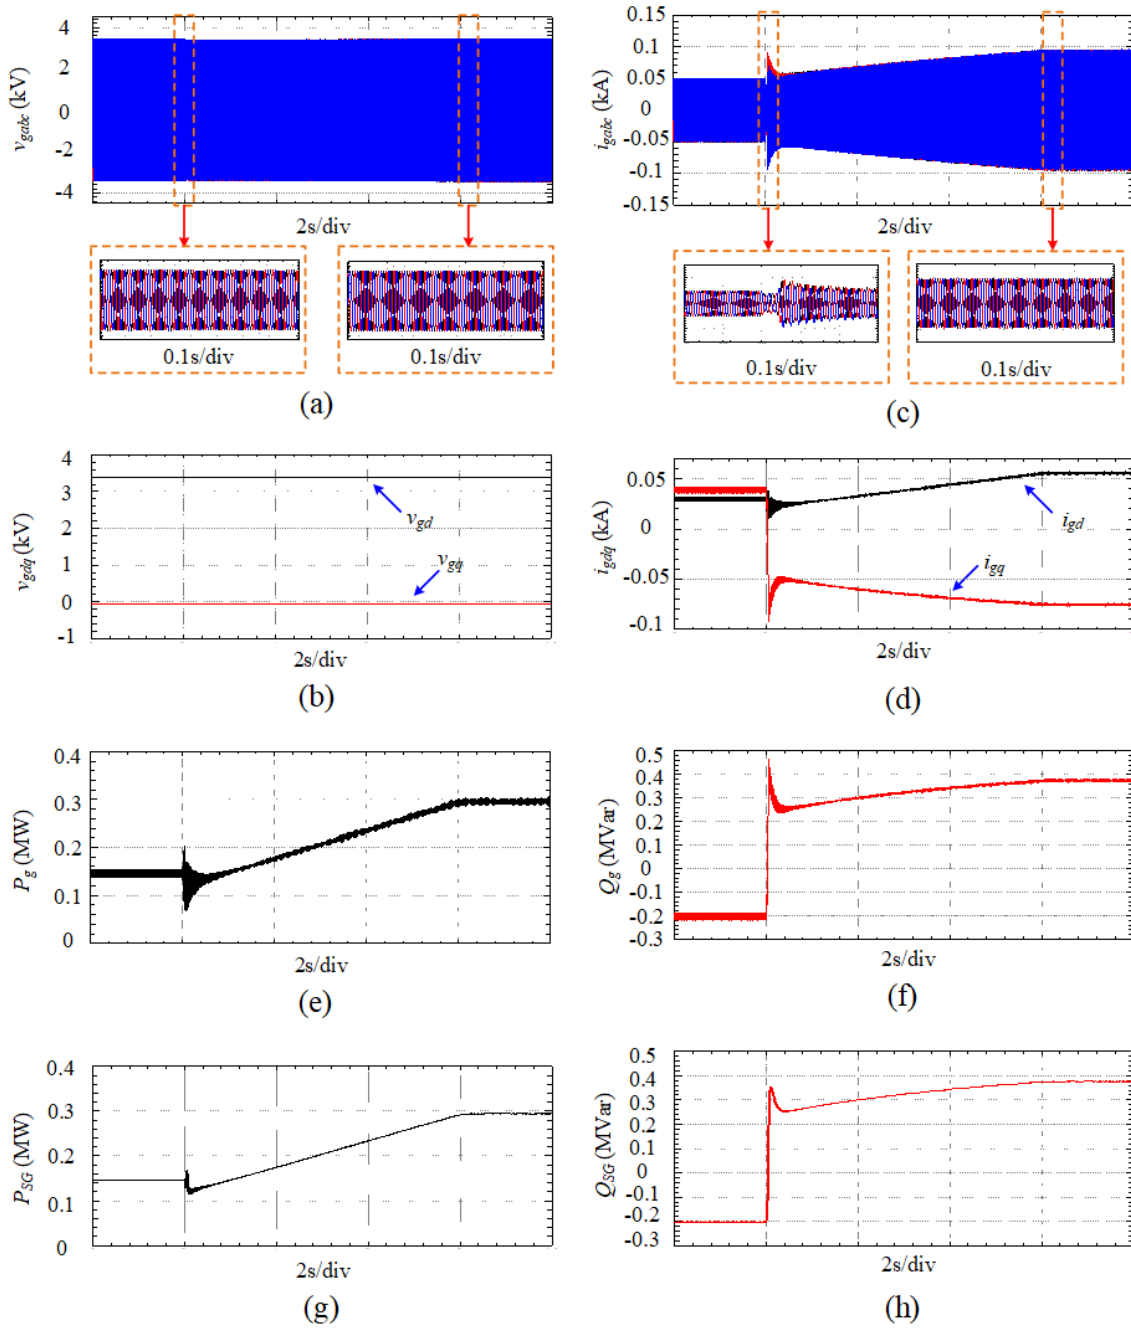 v_gabc (kV)
4
2
0
-2
-4
2s/div
0.1s/div
0.1s/div
(a)
i_gabc (kA)
0.15
0.1
0.05
0
-0.05
-0.1
-0.15
2s/div
0.1s/div
0.1s/div
(c)
v_gdq (kV)
4
3
2
1
0
-1
v_gd
v_gq
2s/div
(b)
i_gdq (kA)
0.05
0
-0.05
-0.1
i_gd
i_gq
2s/div
(d)
P_g (MW)
0.4
0.3
0.2
0.1
0
2s/div
(e)
Q_g (MVar)
0.5
0.4
0.3
0.2
0
-0.1
-0.2
-0.3
2s/div
(f)
P_SG (MW)
0.4
0.3
0.2
0.1
0
2s/div
(g)
Q_SG (MVar)
0.5
0.4
0.3
0.2
0
-0.1
-0.2
-0.3
2s/div
(h)